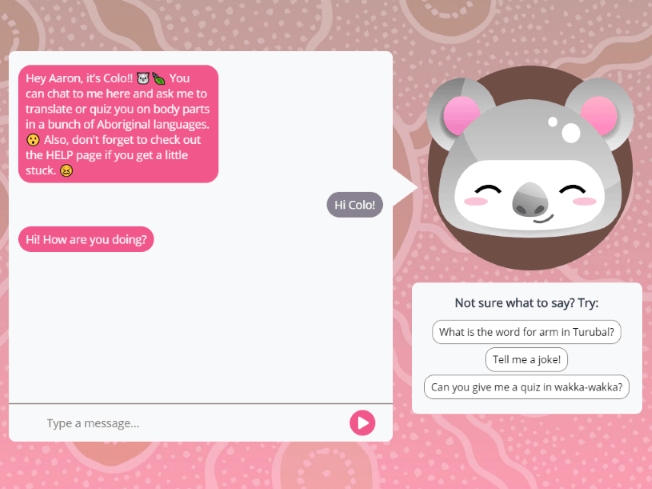 Hey Aaron, it's Colo!! 🐨🌿 You
can chat to me here and ask me to
translate or quiz you on body parts
in a bunch of Aboriginal languages.
😯 Also, don't forget to check out
the HELP page if you get a little
stuck. 😖
Hi Colo!
Hi! How are you doing?
Type a message...
Not sure what to say? Try:
What is the word for arm in Turubal?
Tell me a joke!
Can you give me a quiz in wakka-wakka?